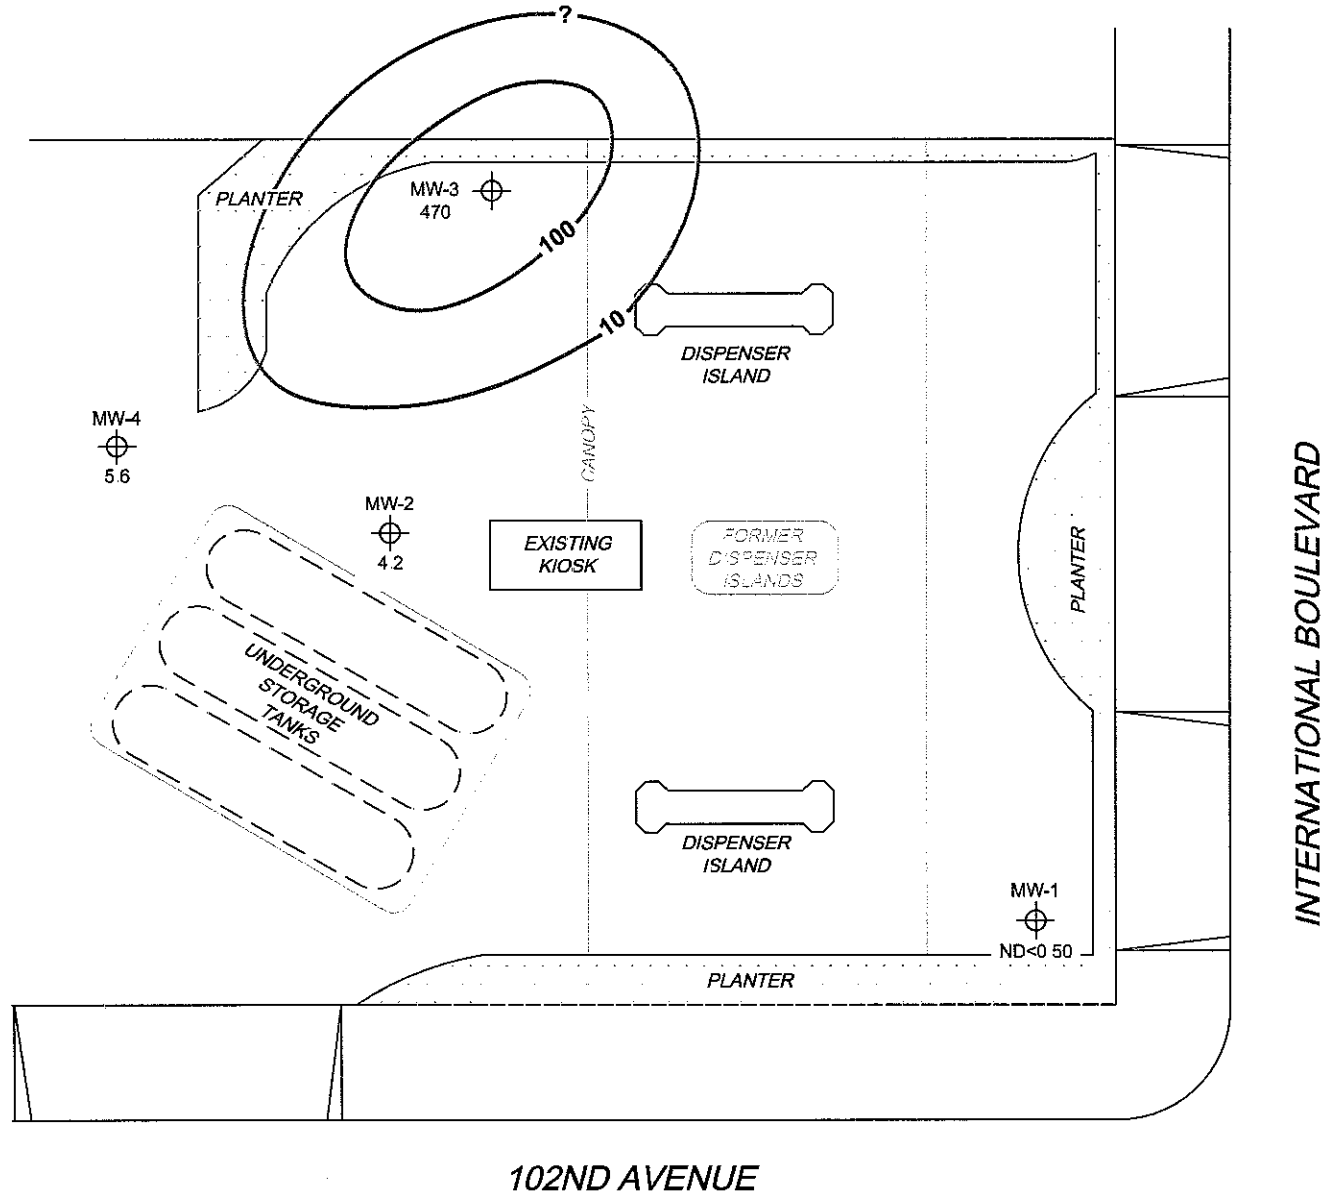 ?
PLANTER
MW-3
470
100
10
DISPENSER
ISLAND
MW-4
5.6
CANOPY
MW-2
4.2
EXISTING
KIOSK
FORMER
DISPENSER
ISLANDS
PLANTER
INTERNATIONAL BOULEVARD
UNDERGROUND
STORAGE
TANKS
DISPENSER
ISLAND
MW-1
ND<0 50
PLANTER
102ND AVENUE